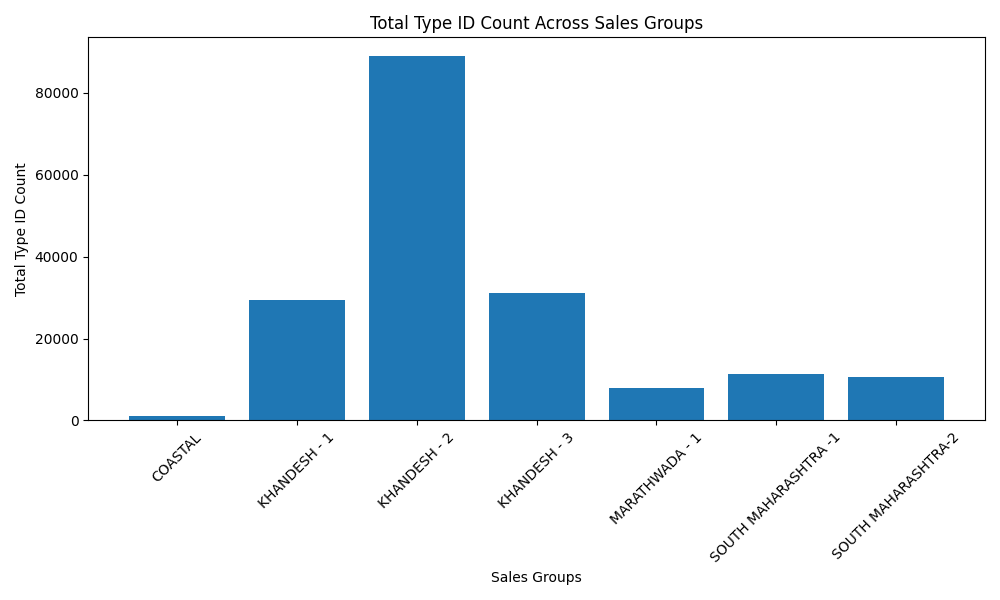 Total Type ID Count Across Sales Groups
Total Type ID Count
80000
60000
40000
20000
0
COASTAL
KHANDESH - 1
KHANDESH - 2
KHANDESH - 3
MARATHWADA - 1
SOUTH MAHARASHTRA -1
SOUTH MAHARASHTRA-2
Sales Groups